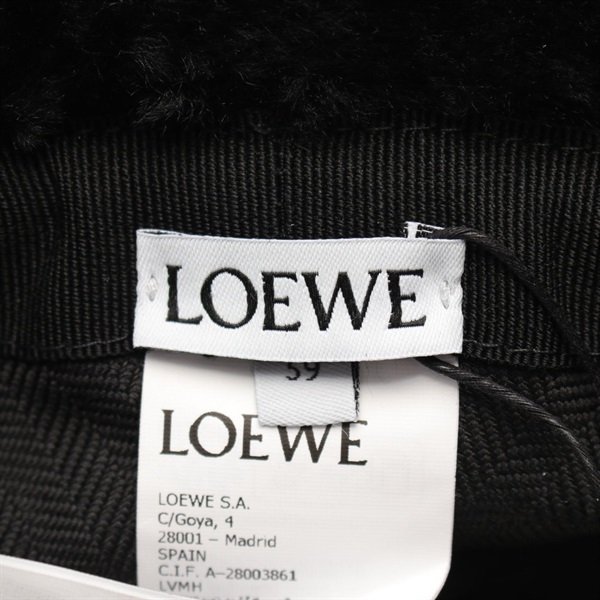 LOEWE
59
LOEWE
LOEWE S.A.
C/Goya, 4
28001 - Madrid
SPAIN
C.I.F. A-28003861
LVMH